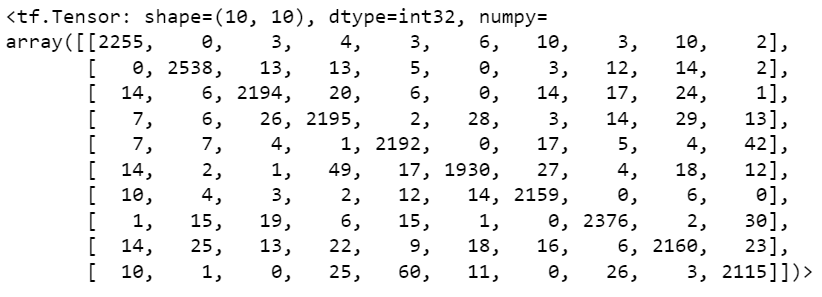 <tf.Tensor: shape=(10, 10), dtype=int32, numpy=
array([[2255,    0,    3,    4,    3,    6,   10,    3,   10,    2],
       [   0, 2538,   13,   13,    5,    0,    3,   12,   14,    2],
       [  14,    6, 2194,   20,    6,    0,   14,   17,   24,    1],
       [   7,    6,   26, 2195,    2,   28,    3,   14,   29,   13],
       [   7,    7,    4,    1, 2192,    0,   17,    5,    4,   42],
       [  14,    2,    1,   49,   17, 1930,   27,    4,   18,   12],
       [  10,    4,    3,    2,   12,   14, 2159,    0,    6,    0],
       [   1,   15,   19,    6,   15,    1,    0, 2376,    2,   30],
       [  14,   25,   13,   22,    9,   18,   16,    6, 2160,   23],
       [  10,    1,    0,   25,   60,   11,    0,   26,    3, 2115]])>